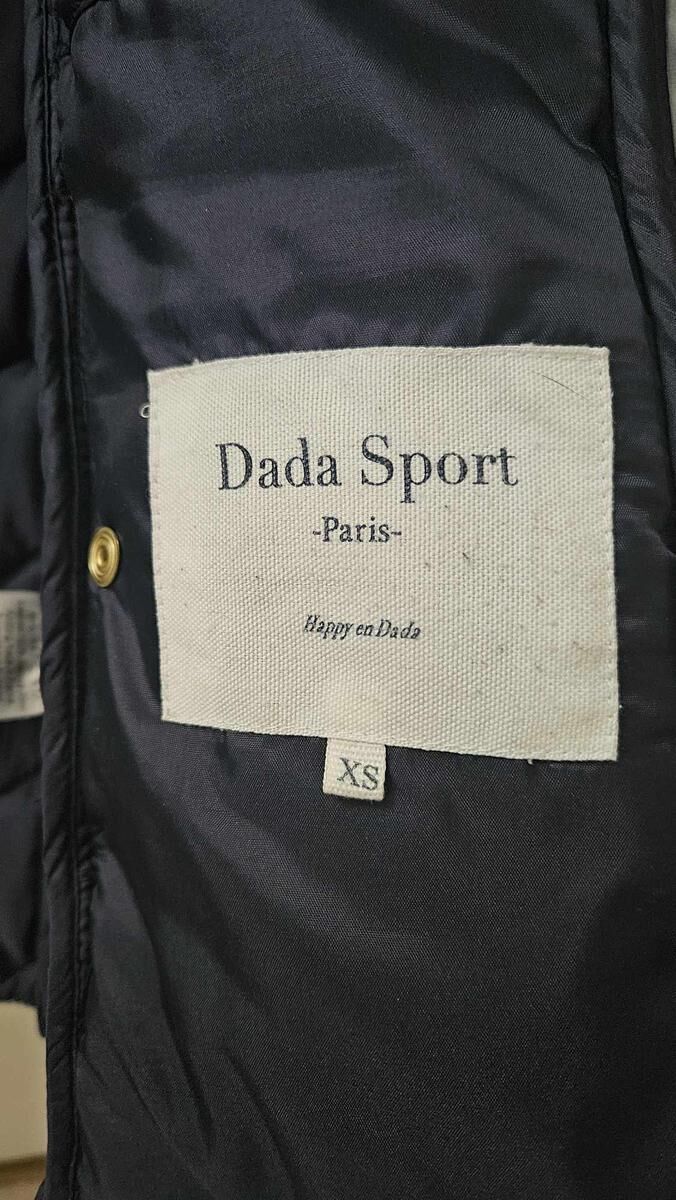 Dada Sport
-Paris-
Happy en Dada
XS